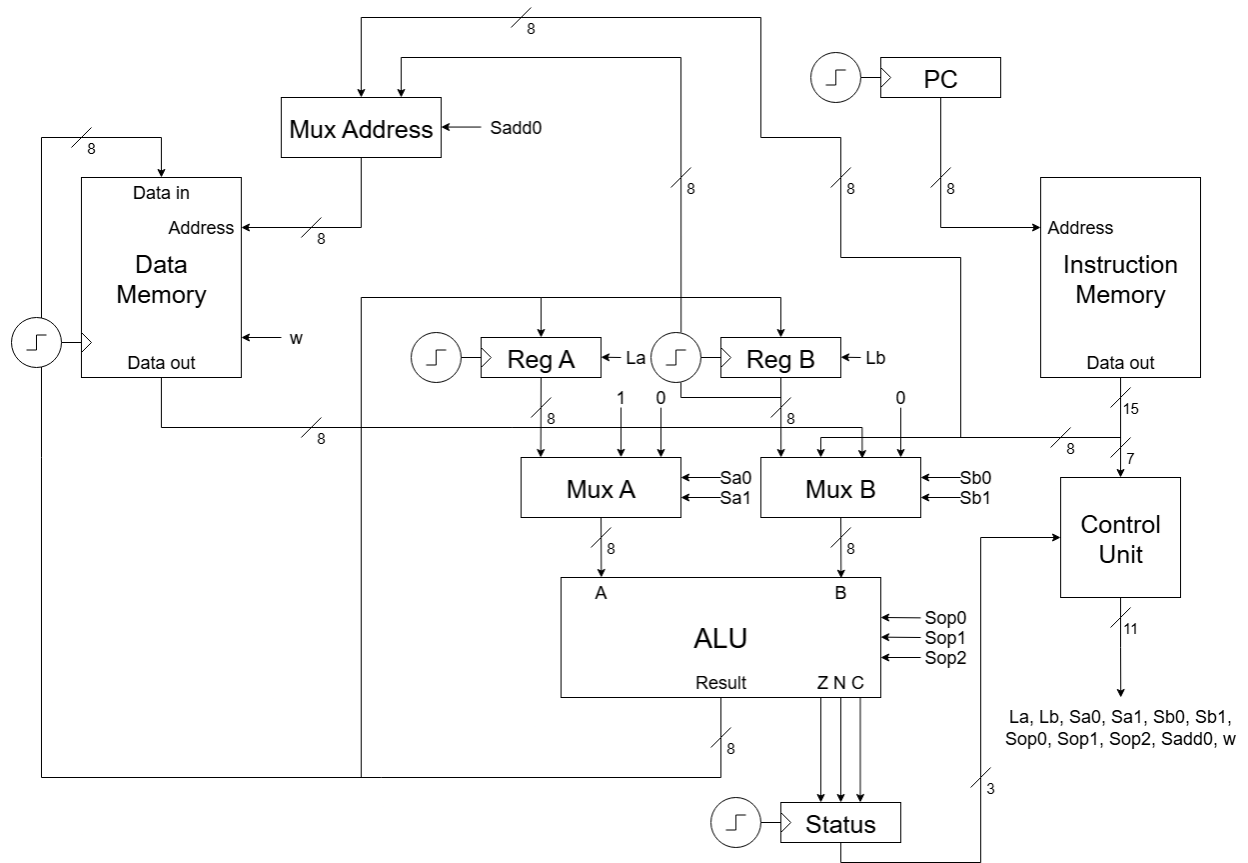 8
8
PC
Mux Address
Sadd0
8
Data in
8
8
8
Address
8
Address
Data
Memory
Instruction
Memory
w
Data out
Reg A
La
Reg B
Lb
Data out
1
0
0
8
8
15
8
8
7
Mux A
Sa0
Sa1
Mux B
Sb0
Sb1
Control
Unit
8
8
A
B
ALU
Sop0
Sop1
Sop2
11
Result
Z N C
La, Lb, Sa0, Sa1, Sb0, Sb1,
Sop0, Sop1, Sop2, Sadd0, w
8
3
Status